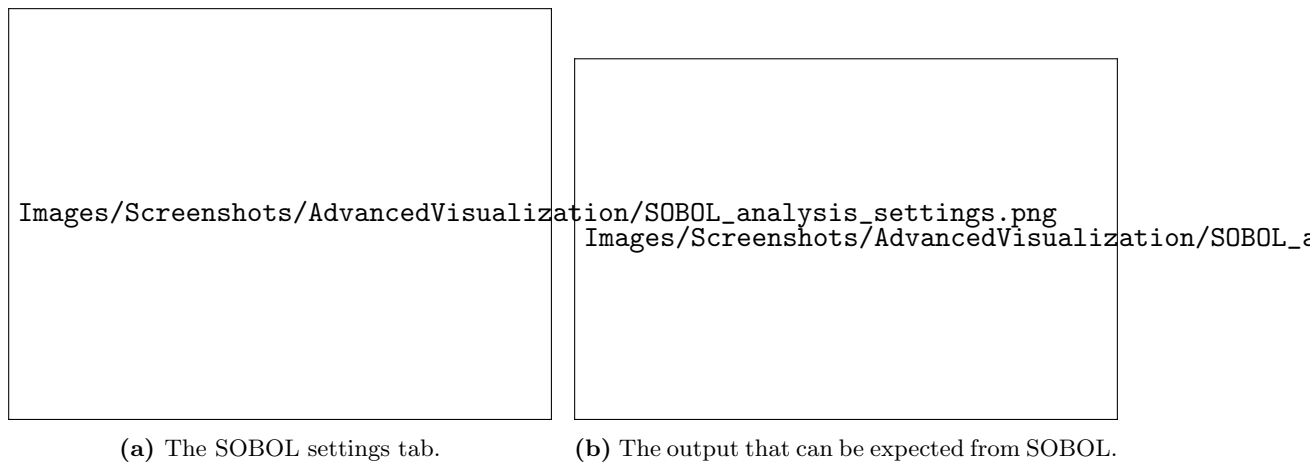 Images/Screenshots/AdvancedVisualization/SOBOL_analysis_settings.png
Images/Screenshots/AdvancedVisualization/SOBOL_a
(a) The SOBOL settings tab.
(b) The output that can be expected from SOBOL.